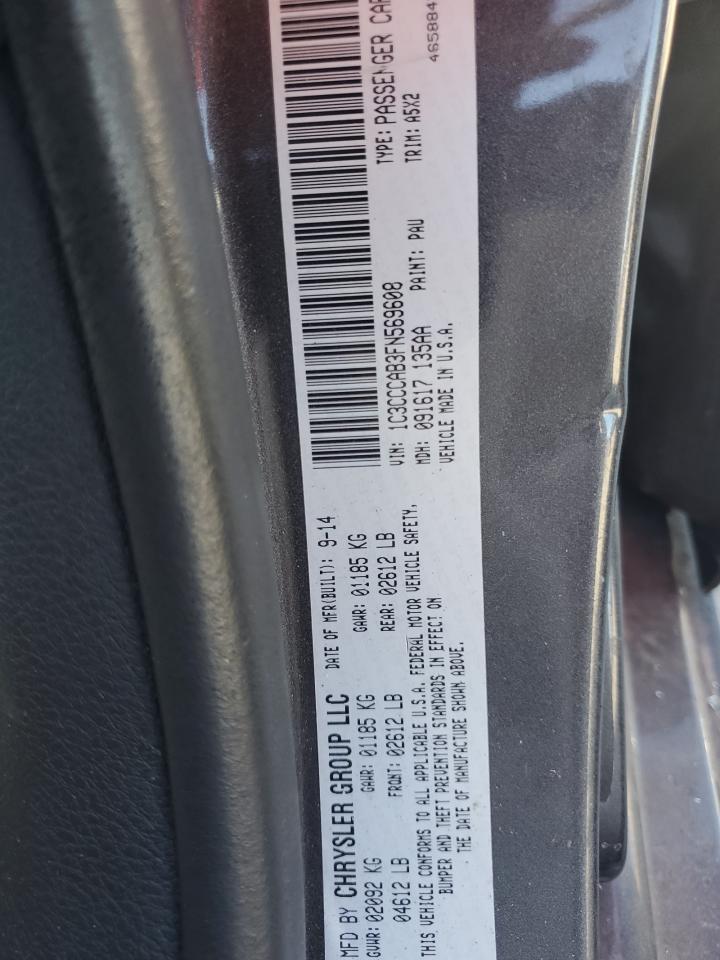 MFD BY CHRYSLER GROUP LLC DATE OF MFR(BUILT): 9-14
GVWR: 02092 KG GAWR: 01185 KG GAWR: 01185 KG
04612 LB FRONT: 02612 LB REAR: 02612 LB
THIS VEHICLE CONFORMS TO ALL APPLICABLE U.S.A. FEDERAL MOTOR VEHICLE SAFETY,
BUMPER AND THEFT PREVENTION STANDARDS IN EFFECT ON
THE DATE OF MANUFACTURE SHOWN ABOVE.
VIN: 1C3CCCAB3FN569608 TYPE: PASSENGER CAR
MDH: 091617 135AA PAINT: PAU TRIM: A5X2
VEHICLE MADE IN U.S.A. 465884